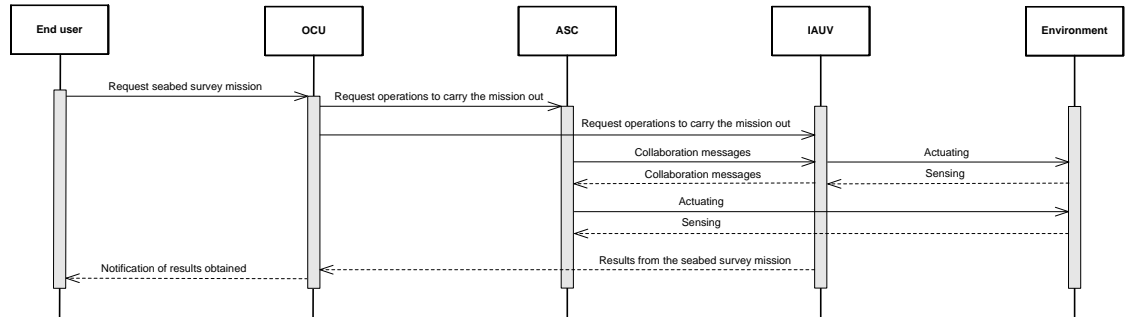 End user
OCU
ASC
IAUV
Environment
Request seabed survey mission
Request operations to carry the mission out
Request operations to carry the mission out
Collaboration messages
Actuating
Collaboration messages
Sensing
Actuating
Sensing
Results from the seabed survey mission
Notification of results obtained